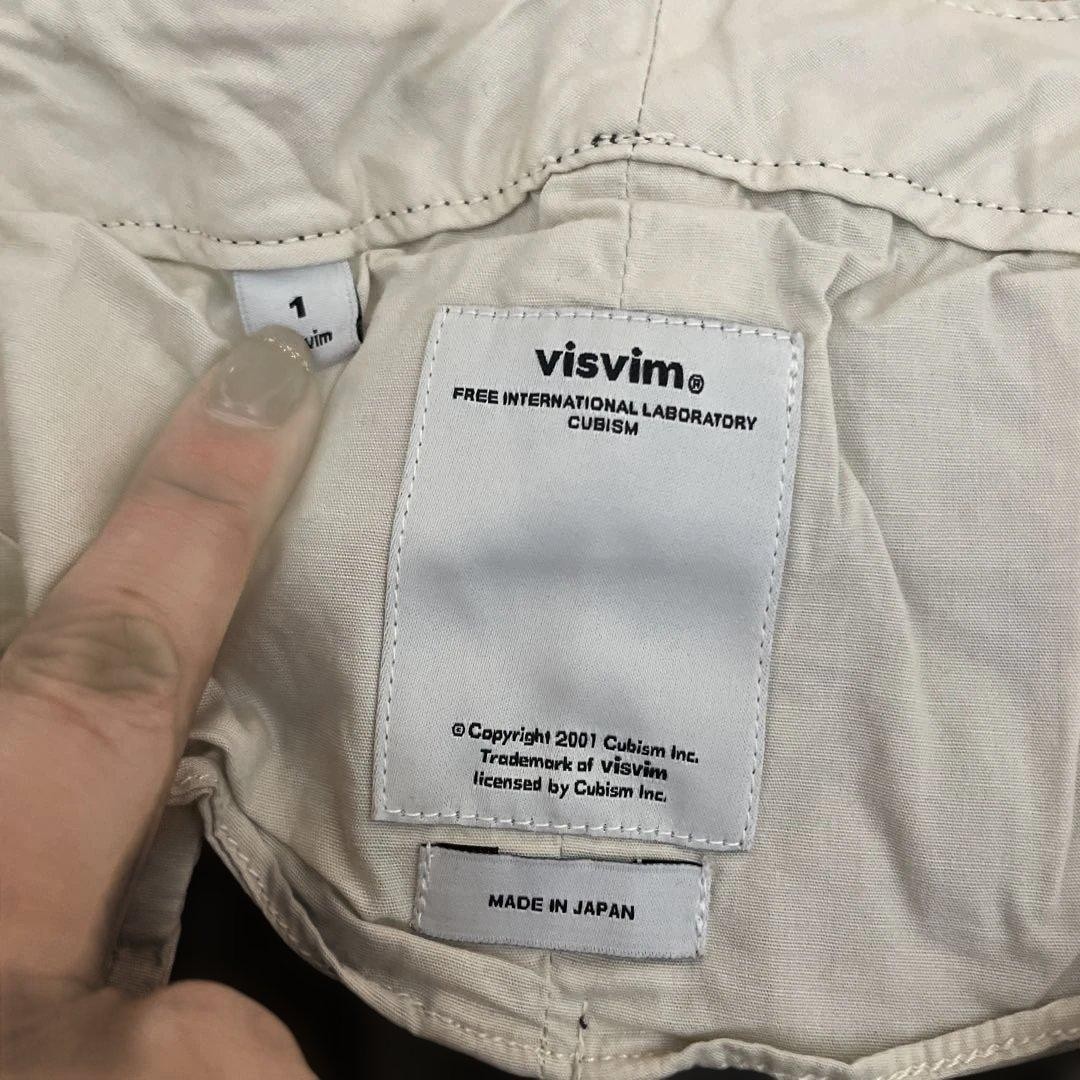 1
visvim®
FREE INTERNATIONAL LABORATORY
CUBISM
© Copyright 2001 Cubism Inc.
Trademark of visvim
licensed by Cubism Inc.
MADE IN JAPAN